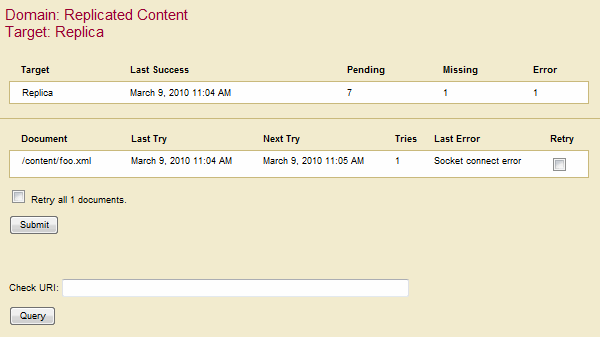 Domain: Replicated Content
Target: Replica
Target Last Success Pending Missing Error
Replica March 9, 2010 11:04 AM 7 1 1
Document Last Try Next Try Tries Last Error Retry
/content/foo.xml March 9, 2010 11:04 AM March 9, 2010 11:05 AM 1 Socket connect error
Retry all 1 documents.
Submit
Check URI:
Query